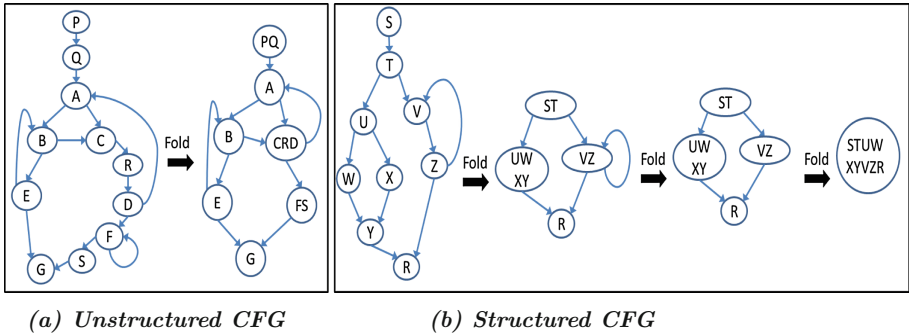 P
Q
A
B
C
R
E
D
F
S
G
Fold
PQ
A
B
CRD
E
FS
G
S
T
U
V
W
X
Z
Y
R
Fold
ST
UW
XY
VZ
R
Fold
ST
UW
XY
VZ
R
Fold
STUW
XYVZR
(a) Unstructured CFG
(b) Structured CFG